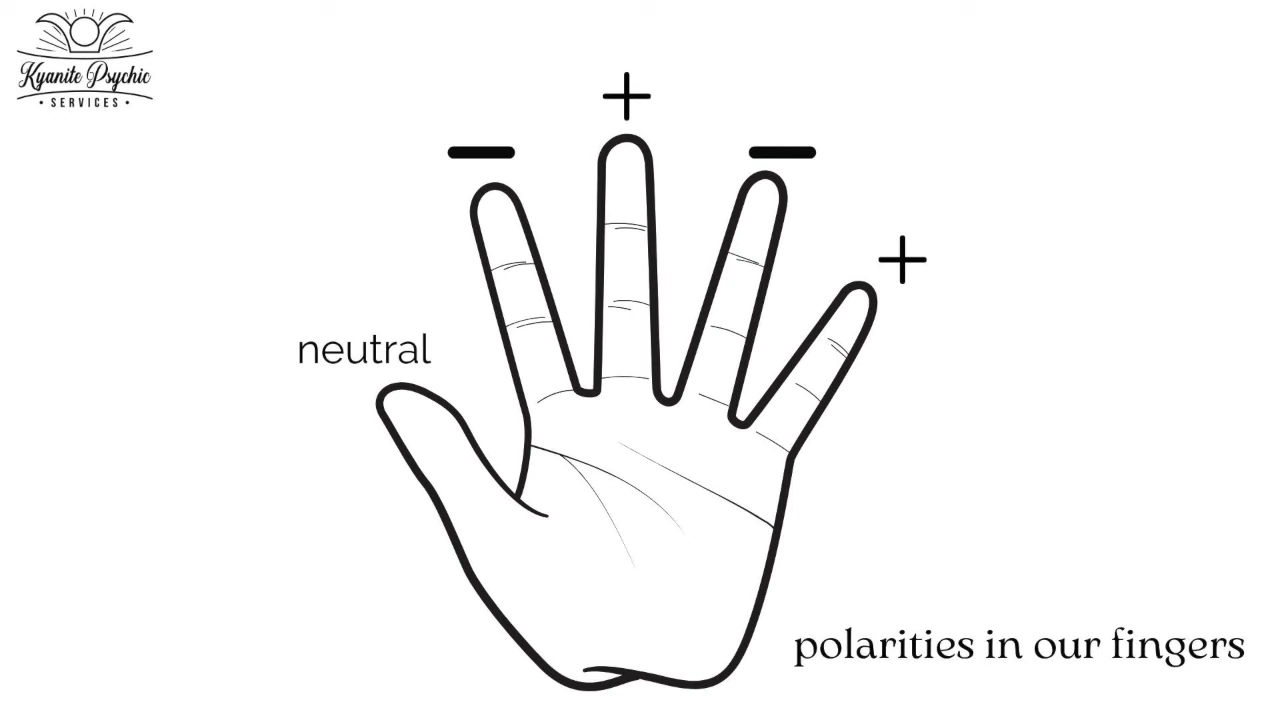 Kyanite Psychic
• SERVICES •
+
−
−
+
neutral
polarities in our fingers